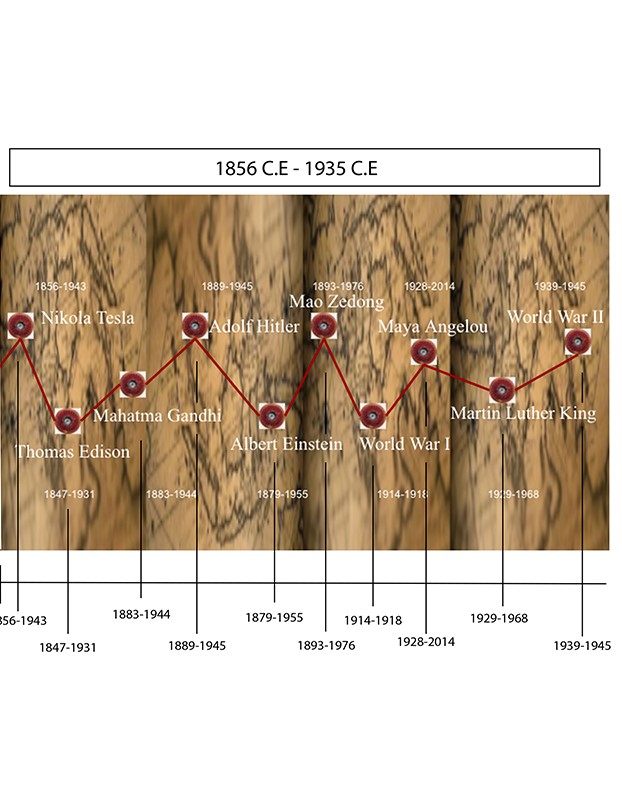 1856 C.E - 1935 C.E
1856-1943
1889-1945
1893-1976
1928-2014
1939-1945
Nikola Tesla
Adolf Hitler
Mao Zedong
Maya Angelou
World War II
Thomas Edison
Mahatma Gandhi
Albert Einstein
World War I
Martin Luther King
1847-1931
1883-1944
1879-1955
1914-1918
1929-1968
856-1943
1847-1931
1883-1944
1889-1945
1879-1955
1893-1976
1914-1918
1928-2014
1929-1968
1939-1945